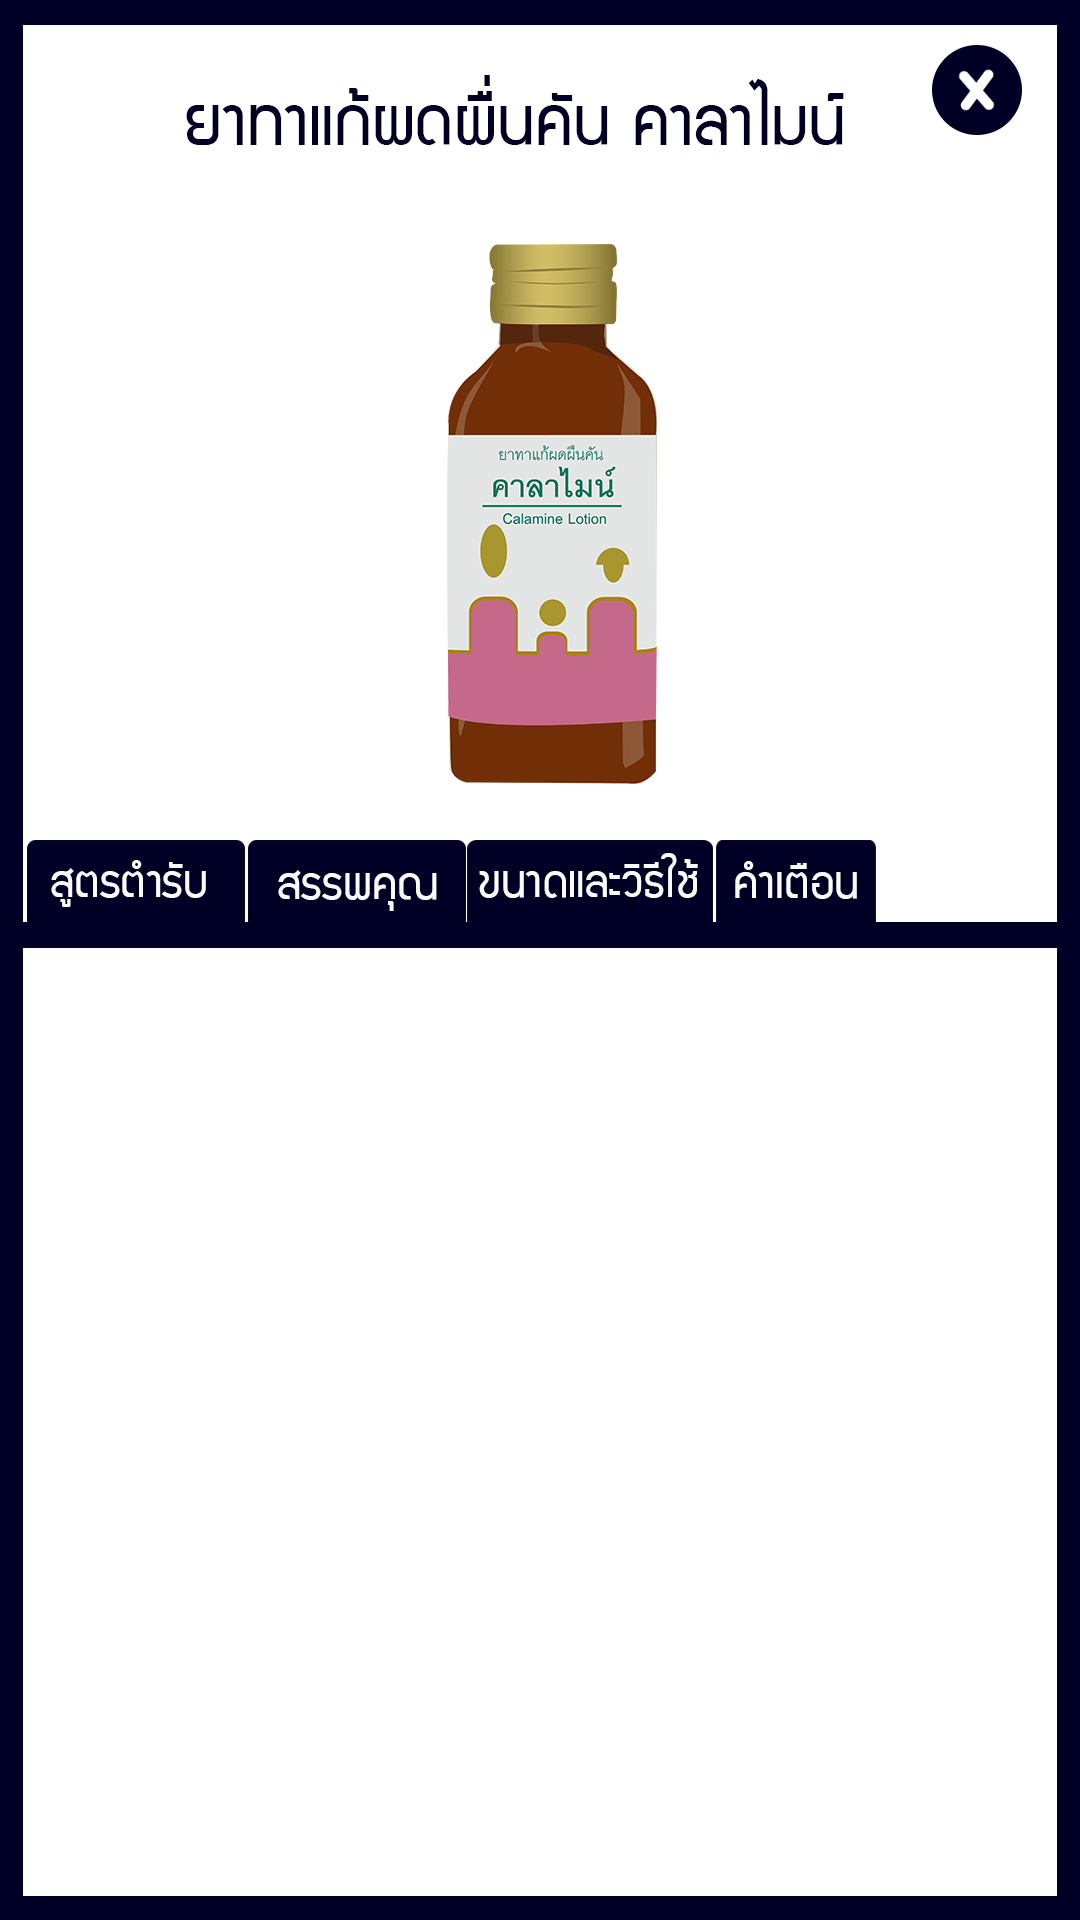 ยาทาแก้ผดผื่นคัน คาลาไมน์
X
ยาทาแก้ผดผืนคัน
คาลาไมน์
Calamine Lotion
สูตรตำรับ
สรรพคุณ
ขนาดและวิธีใช้
คำเตือน